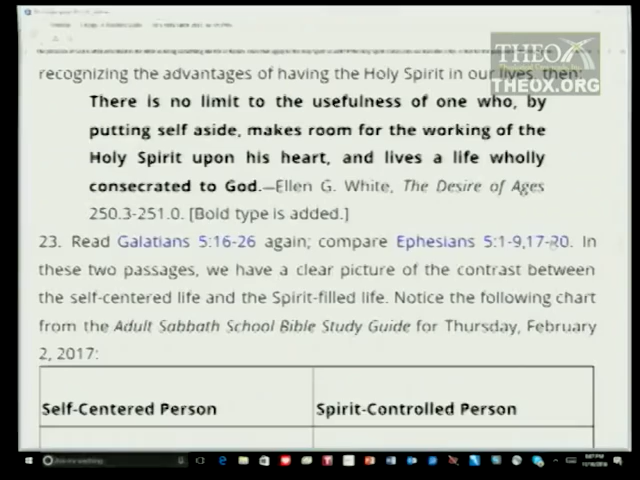 THEOX
THEOX.ORG
recognizing the advantages of having the Holy Spirit in our lives, then:
There is no limit to the usefulness of one who, by
putting self aside, makes room for the working of the
Holy Spirit upon his heart, and lives a life wholly
consecrated to God.—Ellen G. White, The Desire of Ages
250.3-251.0. [Bold type is added.]
23. Read Galatians 5:16-26 again; compare Ephesians 5:1-9,17-20. In
these two passages, we have a clear picture of the contrast between
the self-centered life and the Spirit-filled life. Notice the following chart
from the Adult Sabbath School Bible Study Guide for Thursday, February
2, 2017:
Self-Centered Person
Spirit-Controlled Person